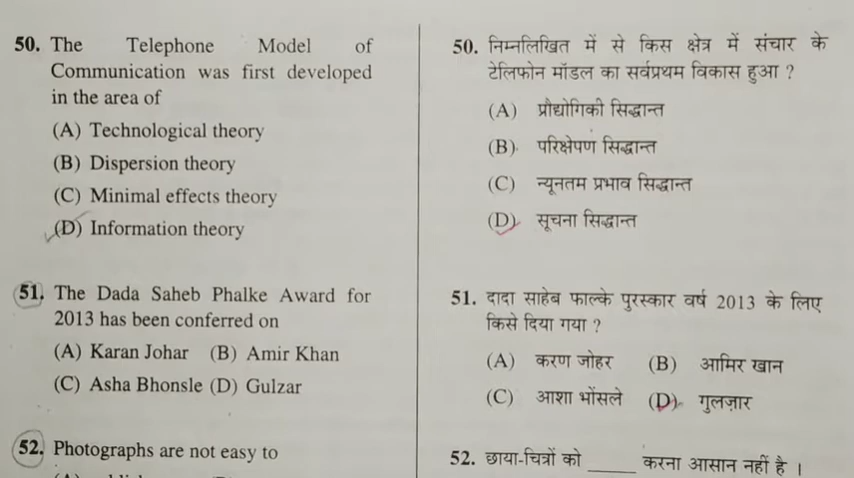 50. The Telephone Model of
Communication was first developed
in the area of
(A) Technological theory
(B) Dispersion theory
(C) Minimal effects theory
(D) Information theory
51. The Dada Saheb Phalke Award for
2013 has been conferred on
(A) Karan Johar (B) Amir Khan
(C) Asha Bhonsle (D) Gulzar
52. Photographs are not easy to
50. निम्नलिखित में से किस क्षेत्र में संचार के
टेलिफोन मॉडल का सर्वप्रथम विकास हुआ ?
(A) प्रौद्योगिकी सिद्धान्त
(B) परिक्षेपण सिद्धान्त
(C) न्यूनतम प्रभाव सिद्धान्त
(D) सूचना सिद्धान्त
51. दादा साहेब फाल्के पुरस्कार वर्ष 2013 के लिए
किसे दिया गया ?
(A) करण जोहर (B) आमिर खान
(C) आशा भोंसले (D) गुलज़ार
52. छाया-चित्रों को ______ करना आसान नहीं है ।